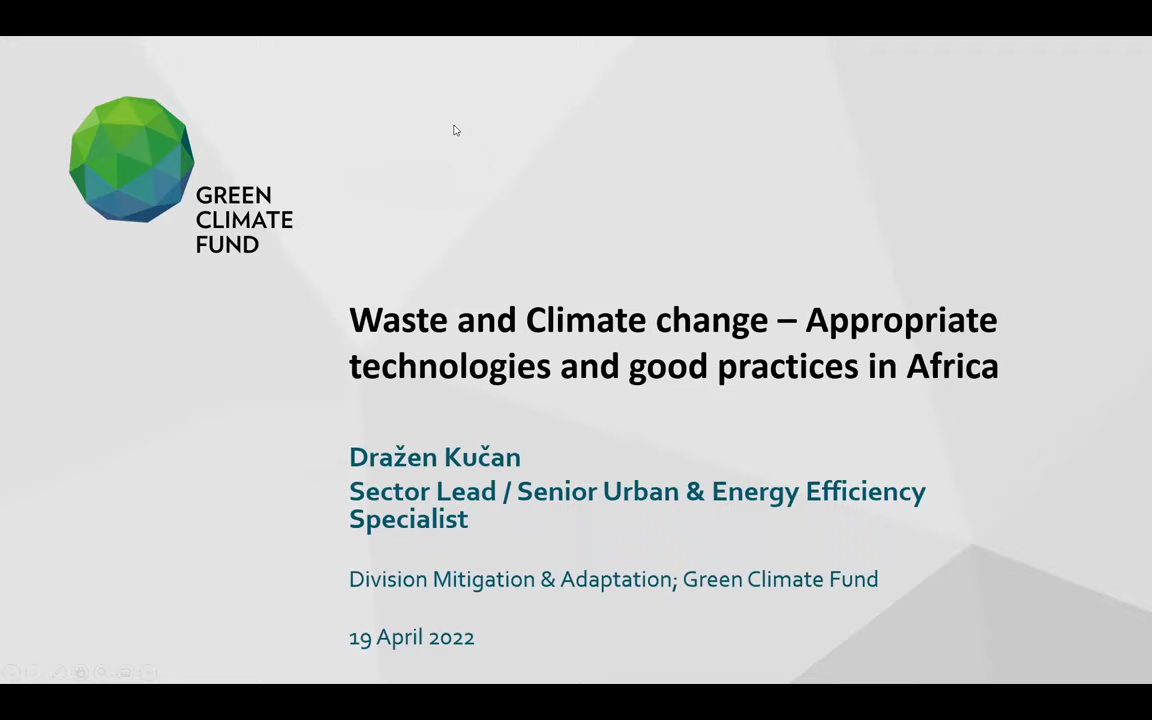 GREEN
CLIMATE
FUND
Waste and Climate change – Appropriate
technologies and good practices in Africa
Dražen Kučan
Sector Lead / Senior Urban & Energy Efficiency
Specialist
Division Mitigation & Adaptation; Green Climate Fund
19 April 2022